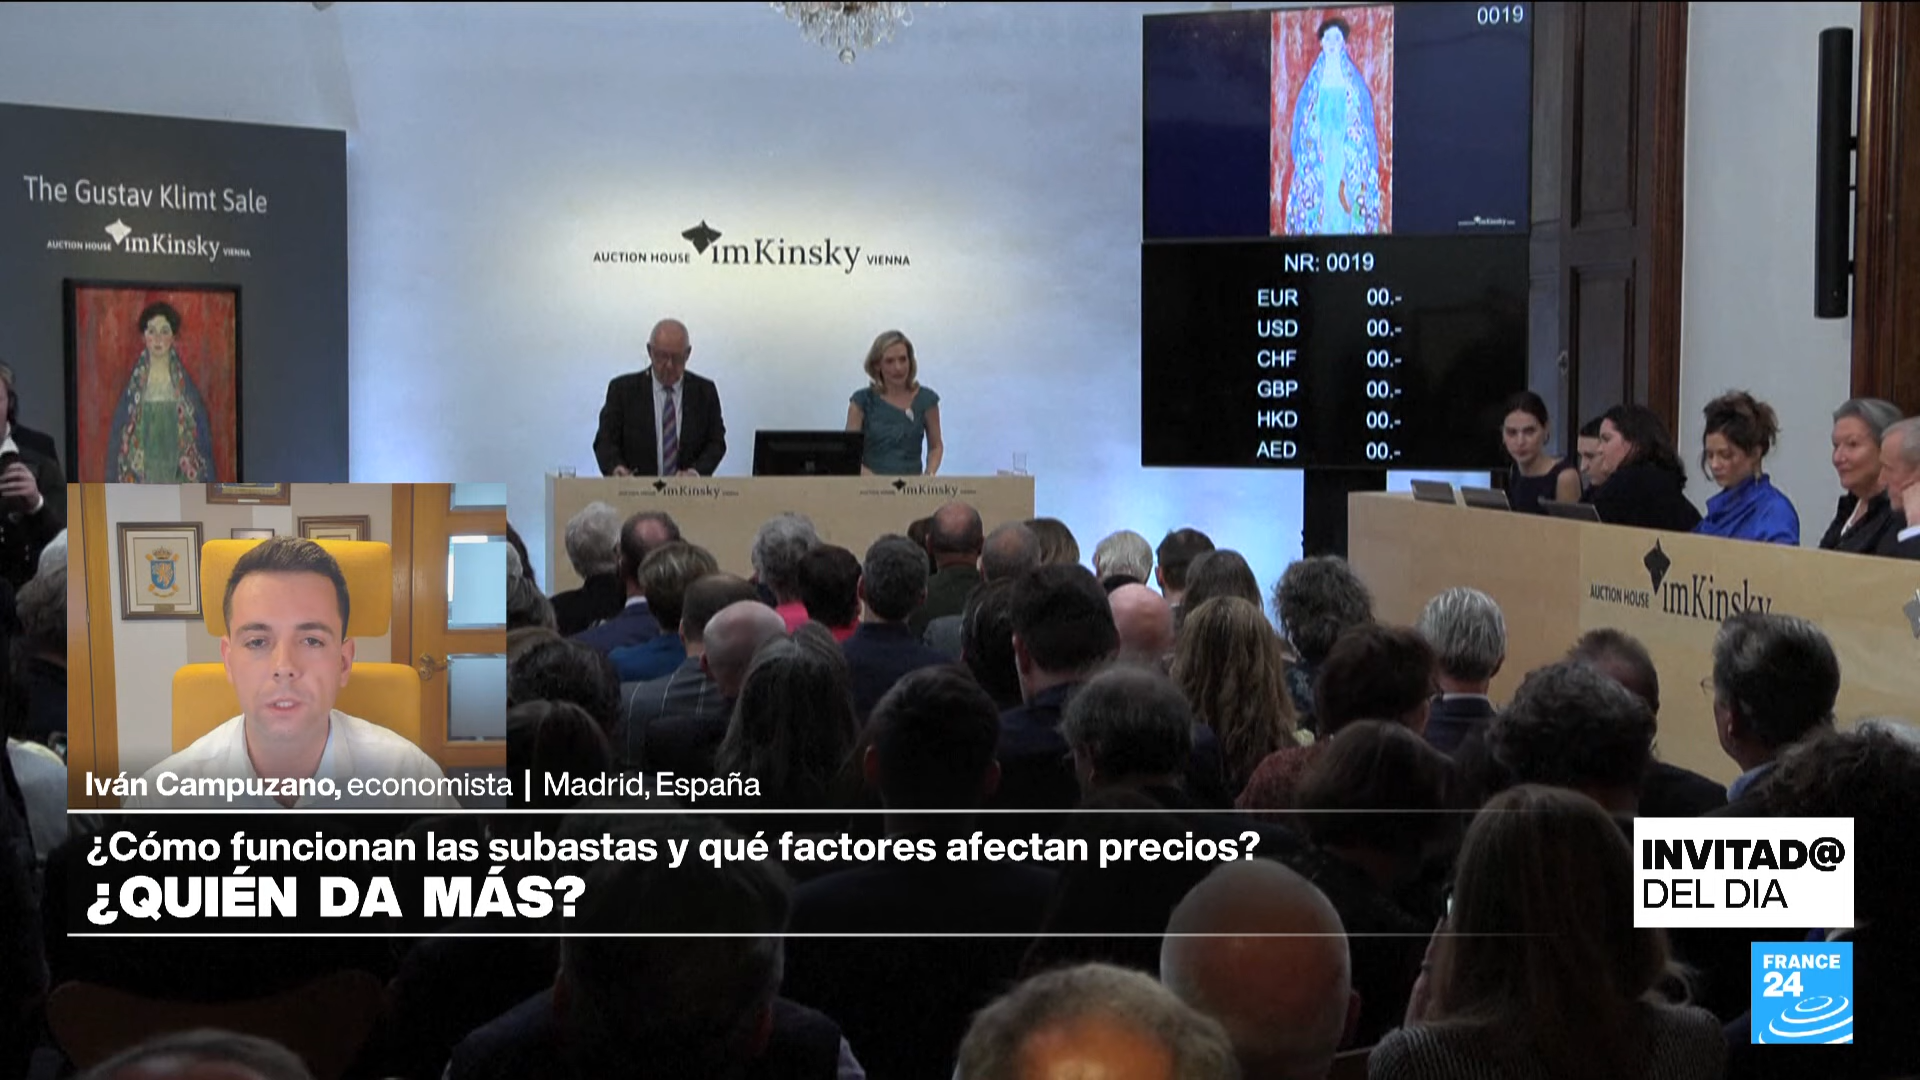 0019
The Gustav Klimt Sale
AUCTION HOUSE imKinsky VIENNA
AUCTION HOUSE imKinsky VIENNA
imKinsky
NR: 0019
EUR 00.-
USD 00.-
CHF 00.-
GBP 00.-
HKD 00.-
AED 00.-
imKinsky
imKinsky
AUCTION HOUSE imKinsky
Iván Campuzano, economista | Madrid, España
¿Cómo funcionan las subastas y qué factores afectan precios?
¿QUIÉN DA MÁS?
INVITAD@
DEL DIA
FRANCE
24